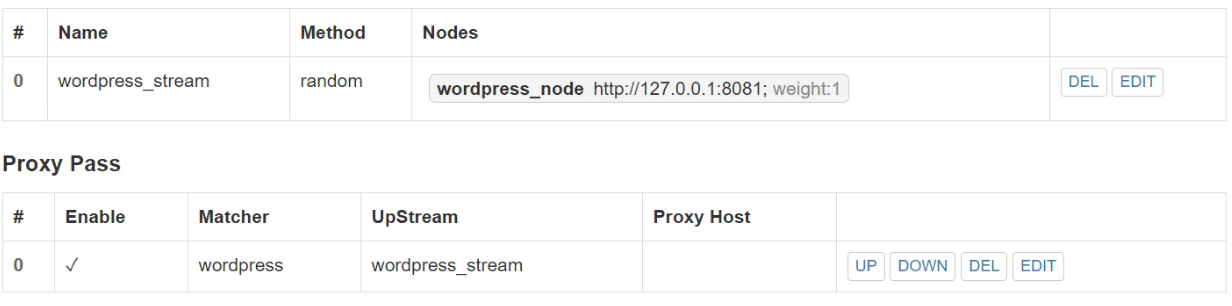 # Name Method Nodes
0 wordpress_stream random wordpress_node http://127.0.0.1:8081; weight:1 DEL EDIT
Proxy Pass
# Enable Matcher UpStream Proxy Host
0 ✓ wordpress wordpress_stream UP DOWN DEL EDIT